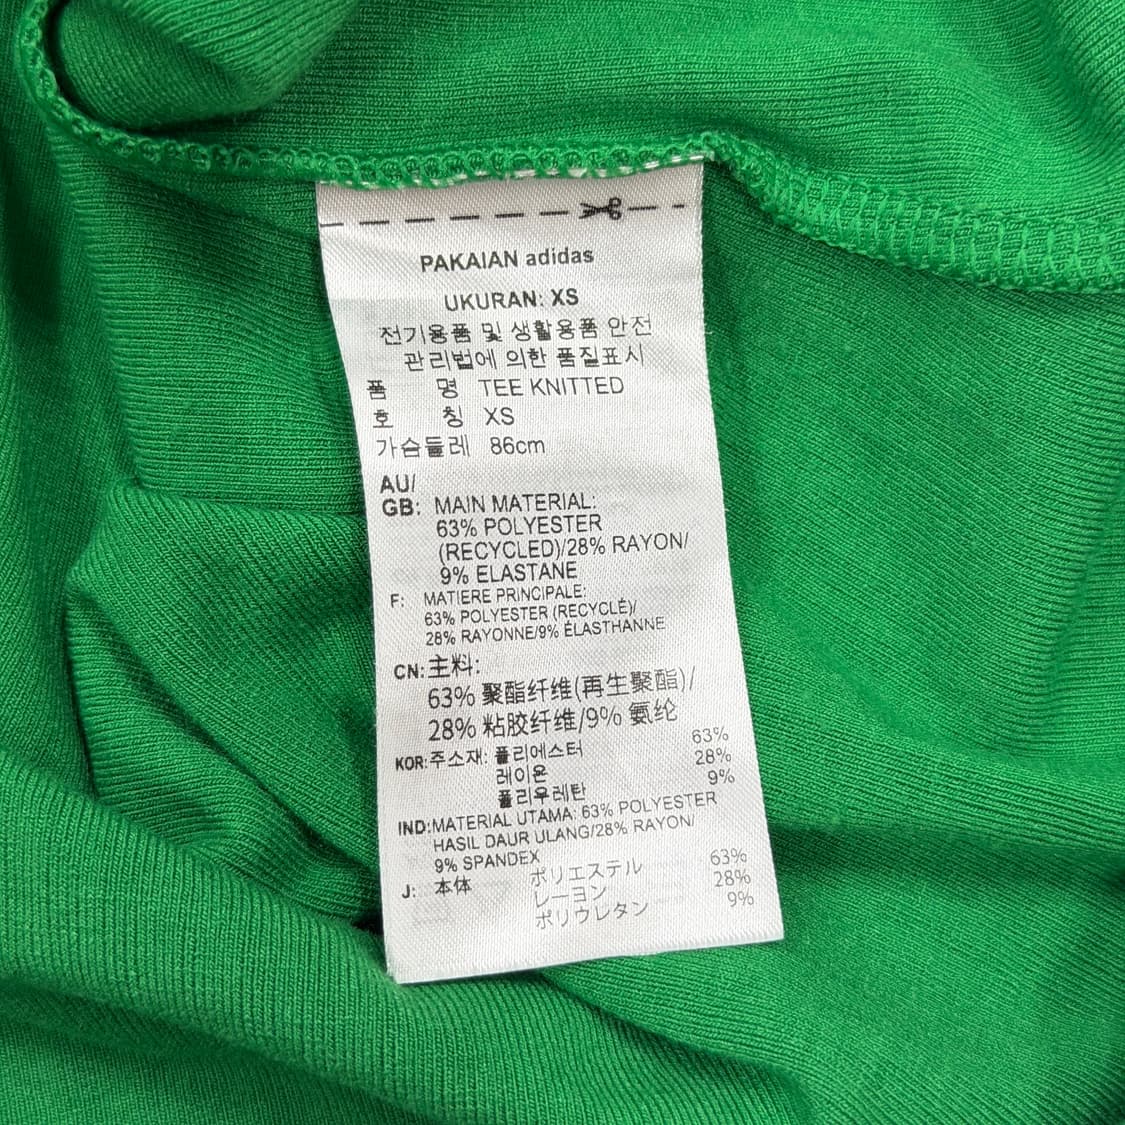 PAKAIAN adidas
UKURAN: XS
전기용품 및 생활용품 안전
관리법에 의한 품질표시
품 명 TEE KNITTED
호 칭 XS
가슴둘레 86cm
AU/
GB: MAIN MATERIAL:
63% POLYESTER
(RECYCLED)/28% RAYON/
9% ELASTANE
F: MATIERE PRINCIPALE:
63% POLYESTER (RECYCLÉ)/
28% RAYONNE/9% ÉLASTHANNE
CN: 主料:
63% 聚酯纤维(再生聚酯)/
28% 粘胶纤维/9% 氨纶
KOR: 주소재: 폴리에스터 63%
레이온 28%
폴리우레탄 9%
IND: MATERIAL UTAMA: 63% POLYESTER
HASIL DAUR ULANG/28% RAYON/
9% SPANDEX
J: 本体 ポリエステル 63%
レーヨン 28%
ポリウレタン 9%